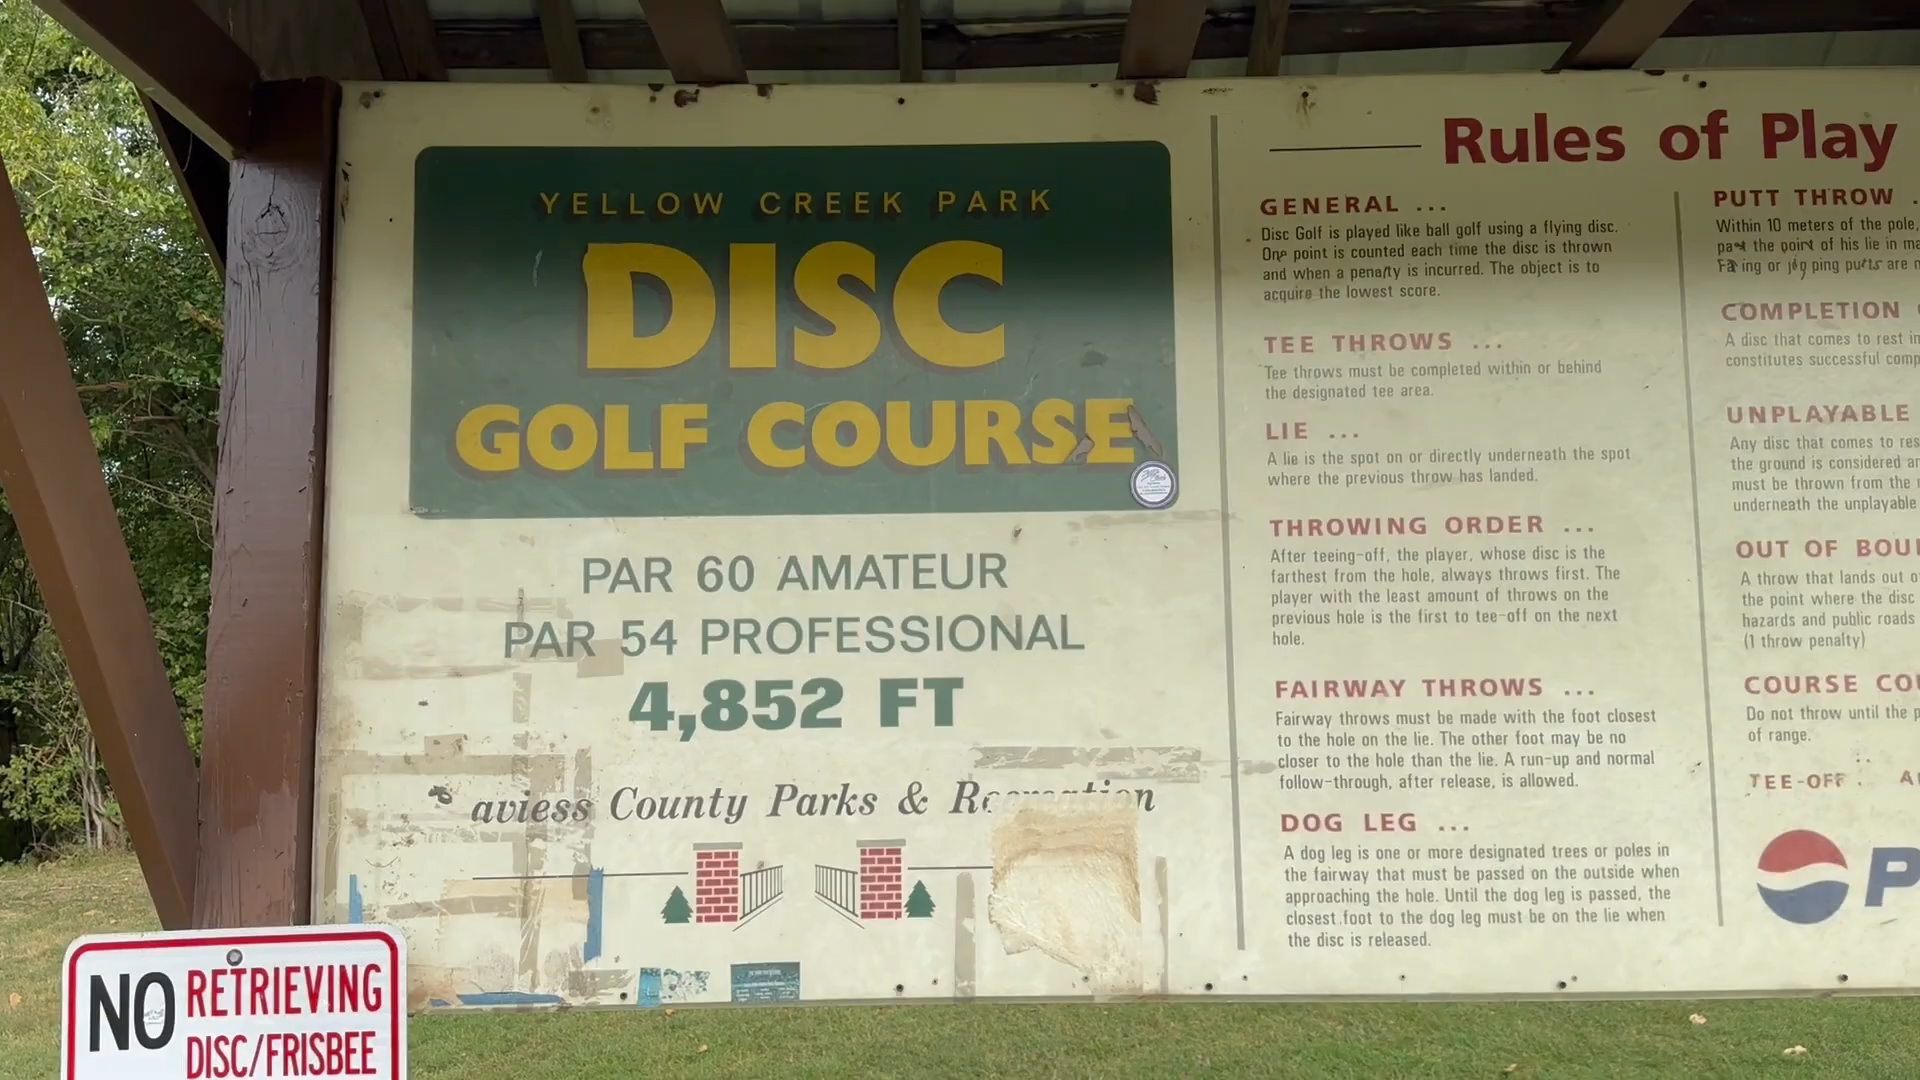 YELLOW CREEK PARK
DISC
GOLF COURSE
PAR 60 AMATEUR
PAR 54 PROFESSIONAL
4,852 FT
aviess County Parks & Recreation
Rules of Play
GENERAL ...
Disc Golf is played like ball golf using a flying disc.
One point is counted each time the disc is thrown
and when a penalty is incurred. The object is to
acquire the lowest score.
TEE THROWS ...
Tee throws must be completed within or behind
the designated tee area.
LIE ...
A lie is the spot on or directly underneath the spot
where the previous throw has landed.
THROWING ORDER ...
After teeing-off, the player, whose disc is the
farthest from the hole, always throws first. The
player with the least amount of throws on the
previous hole is the first to tee-off on the next
hole.
FAIRWAY THROWS ...
Fairway throws must be made with the foot closest
to the hole on the lie. The other foot may be no
closer to the hole than the lie. A run-up and normal
follow-through, after release, is allowed.
DOG LEG ...
A dog leg is one or more designated trees or poles in
the fairway that must be passed on the outside when
approaching the hole. Until the dog leg is passed, the
closest foot to the dog leg must be on the lie when
the disc is released.
PUTT THROW .
Within 10 meters of the pole,
past the point of his lie in
ing or ping putts are
COMPLETION
A disc that comes to rest in
constitutes successful
UNPLAYABLE
Any disc that comes to
the ground is considered
must be thrown from the
underneath the unplayable
OUT OF
A throw that lands out
the point where the disc
hazards and public roads
(1 throw penalty)
COURSE
Do not throw until the
of range.
TEE-OFF
P
NO RETRIEVING
DISC/FRISBEE